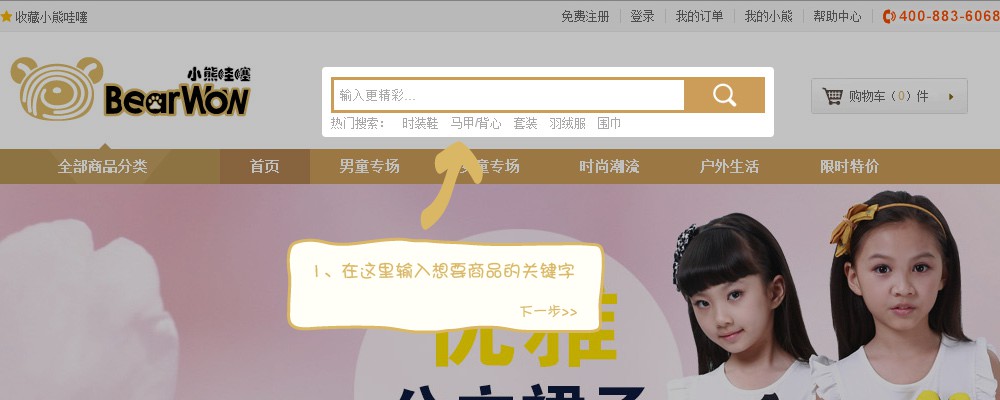 收藏小熊哇噻
免费注册 登录 我的订单 我的小熊 帮助中心 400-883-6068
小熊哇噻
BearWon
输入更精彩...
热门搜索： 时装鞋 马甲/背心 套装 羽绒服 围巾
购物车（0）件
全部商品分类 首页 男童专场 童专场 时尚潮流 户外生活 限时特价
1、在这里输入想要商品的关键字
下一步>>
优雅
公主裙子